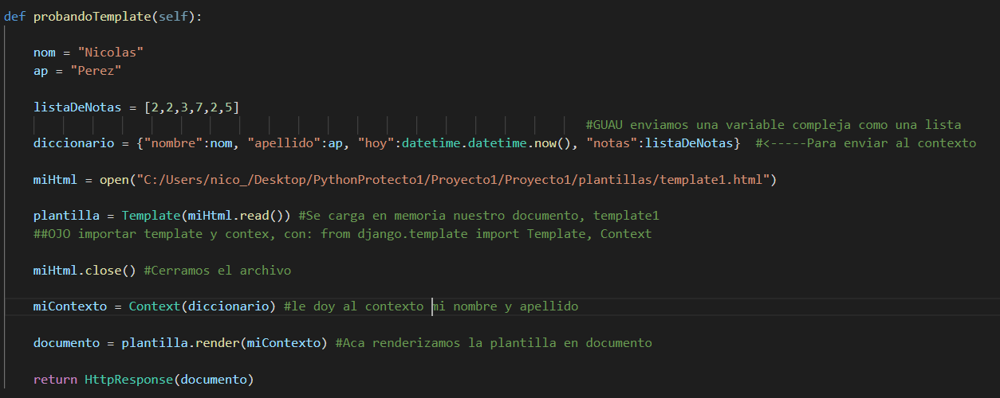 def probandoTemplate(self):
nom = "Nicolas"
ap = "Perez"
listaDeNotas = [2,2,3,7,2,5]
#GUAU enviamos una variable compleja como una lista
diccionario = {"nombre":nom, "apellido":ap, "hoy":datetime.datetime.now(), "notas":listaDeNotas}  #<-----Para enviar al contexto
miHtml = open("C:/Users/nico_/Desktop/PythonProtecto1/Proyecto1/Proyecto1/plantillas/template1.html")
plantilla = Template(miHtml.read()) #Se carga en memoria nuestro documento, template1
##OJO importar template y contex, con: from django.template import Template, Context
miHtml.close() #Cerramos el archivo
miContexto = Context(diccionario) #le doy al contexto mi nombre y apellido
documento = plantilla.render(miContexto) #Aca renderizamos la plantilla en documento
return HttpResponse(documento)